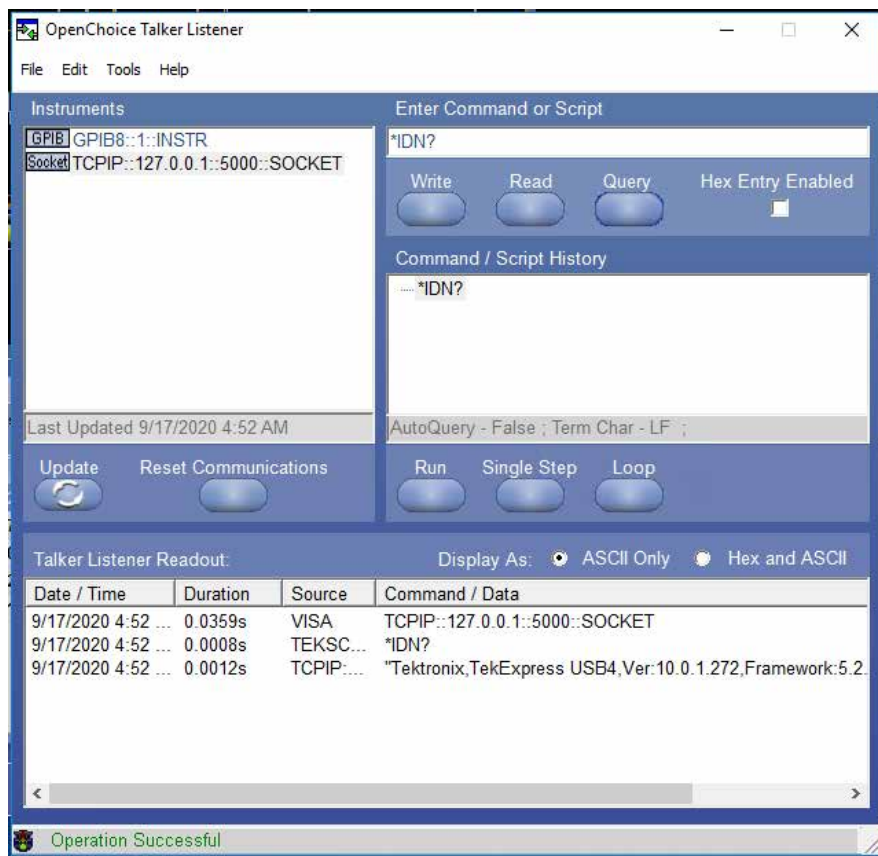 OpenChoice Talker Listener
File Edit Tools Help
Instruments
GPIB GPIB8::1::INSTR
Socket TCPIP::127.0.0.1::5000::SOCKET
Last Updated 9/17/2020 4:52 AM
Update Reset Communications
Enter Command or Script
*IDN?
Write Read Query Hex Entry Enabled
Command / Script History
*IDN?
AutoQuery - False ; Term Char - LF ;
Run Single Step Loop
Talker Listener Readout: Display As: ASCII Only Hex and ASCII
Date / Time Duration Source Command / Data
9/17/2020 4:52 ... 0.0359s VISA TCPIP::127.0.0.1::5000::SOCKET
9/17/2020 4:52 ... 0.0008s TEKSC... *IDN?
9/17/2020 4:52 ... 0.0012s TCPIP:.... "Tektronix,TekExpress USB4,Ver:10.0.1.272,Framework:5.2.
Operation Successful